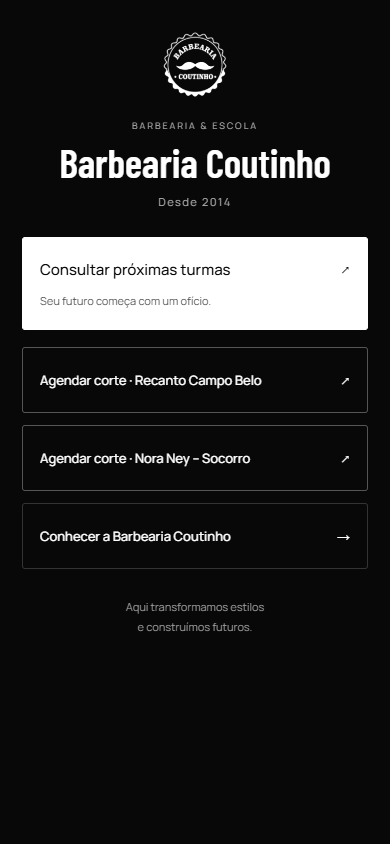 BARBEARIA
COUTINHO
BARBEARIA & ESCOLA
Barbearia Coutinho
Desde 2014
Consultar próximas turmas ↗
Seu futuro começa com um ofício.
Agendar corte · Recanto Campo Belo ↗
Agendar corte · Nora Ney – Socorro ↗
Conhecer a Barbearia Coutinho →
Aqui transformamos estilos
e construímos futuros.